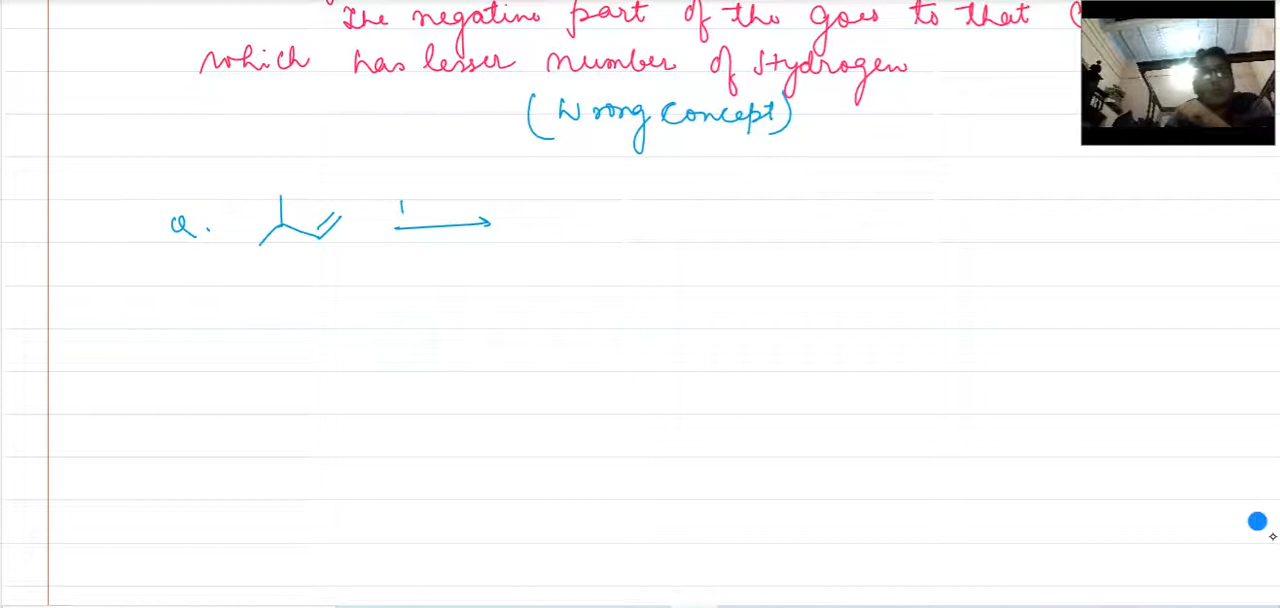 "The negative part of the goes to that
which has lesser number of Hydrogen
(Wrong concept)
Q.